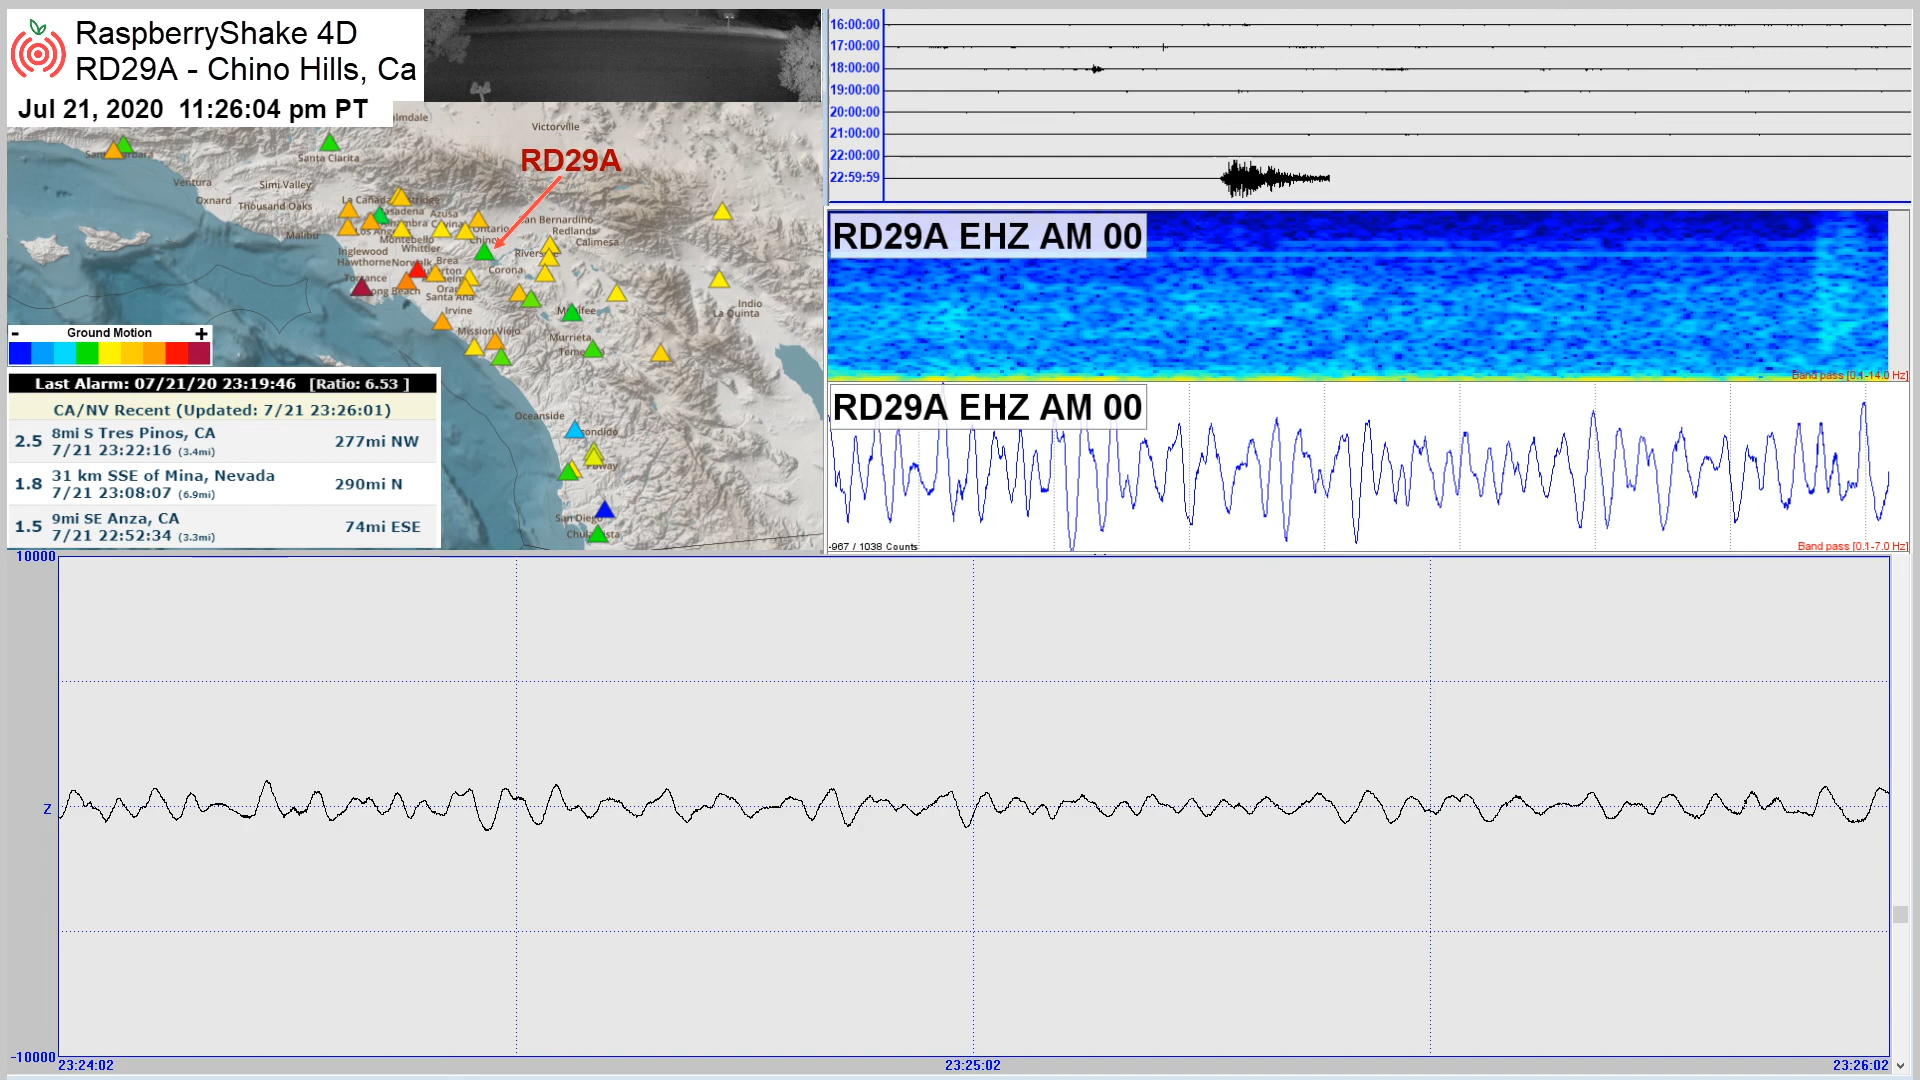 RaspberryShake 4D
RD29A - Chino Hills, Ca
Jul 21, 2020 11:26:04 pm PT
Victorville
Santa Clarita
RD29A
Ventura
Simi Valley
Oxnard
Thousand Oaks
Malibu
La Canada
Azusa
Ontario
Chino
San Bernardino
Redlands
Calimesa
Montebello
Whittier
Inglewood
Hawthorne
Norwalk
Brea
Corona
Santa Ana
Irvine
Mission Viejo
Murrieta
Indio
La Quinta
Oceanside
San Diego
- Ground Motion +
Last Alarm: 07/21/20 23:19:46 [Ratio: 6.53 ]
CA/NV Recent (Updated: 7/21 23:26:01)
2.5 8mi S Tres Pinos, CA 277mi NW
7/21 23:22:16 (3.4mi)
1.8 31 km SSE of Mina, Nevada 290mi N
7/21 23:08:07 (6.9mi)
1.5 9mi SE Anza, CA 74mi ESE
7/21 22:52:34 (3.3mi)
16:00:00
17:00:00
18:00:00
19:00:00
20:00:00
21:00:00
22:00:00
22:59:59
RD29A EHZ AM 00
Band pass [0.1-14.0 Hz]
RD29A EHZ AM 00
-967 / 1038 Counts
Band pass [0.1-7.0 Hz]
10000
Z
-10000
23:24:02
23:25:02
23:26:02